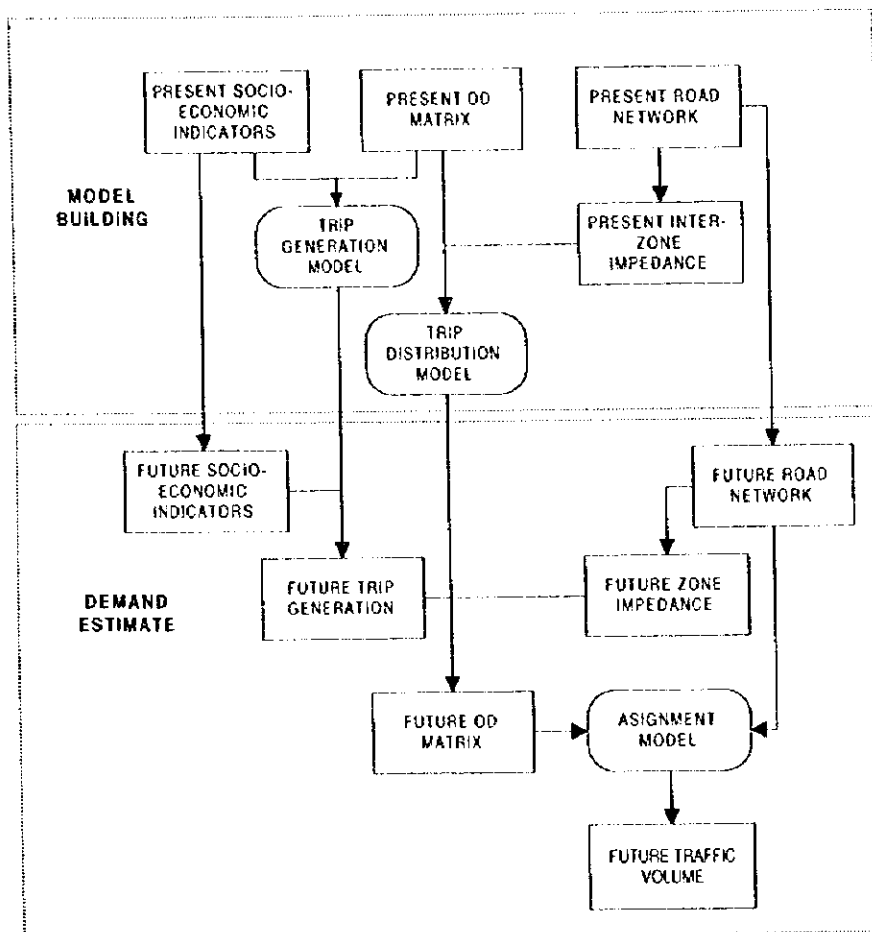 PRESENT SOCIO-
ECONOMIC
INDICATORS
PRESENT OD
MATRIX
PRESENT ROAD
NETWORK
MODEL
BUILDING
TRIP
GENERATION
MODEL
PRESENT INTER-
ZONE
IMPEDANCE
TRIP
DISTRIBUTION
MODEL
FUTURE SOCIO-
ECONOMIC
INDICATORS
FUTURE ROAD
NETWORK
DEMAND
ESTIMATE
FUTURE TRIP
GENERATION
FUTURE ZONE
IMPEDANCE
FUTURE OD
MATRIX
ASIGNMENT
MODEL
FUTURE TRAFFIC
VOLUME